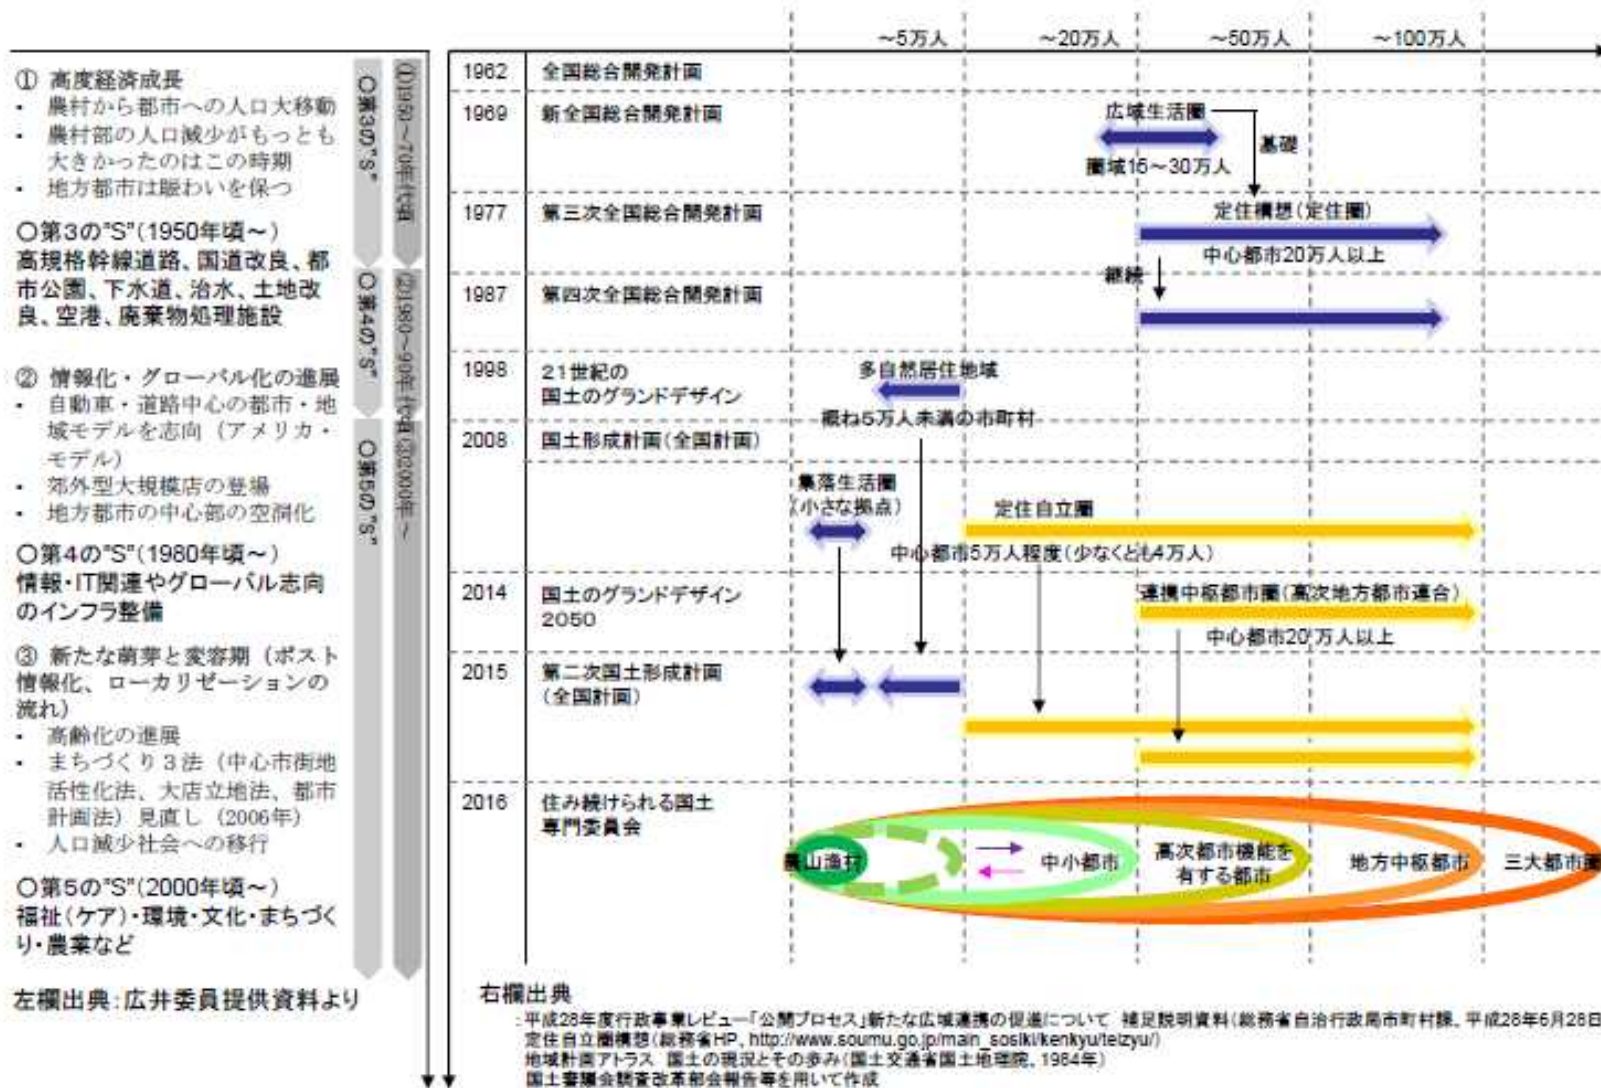 ① 高度経済成長
・ 農村から都市への人口大移動
・ 農村部の人口減少がもっとも
大きかったのはこの時期
・ 地方都市は賑わいを保つ
○第3の"S"(1950年頃～)
高規格幹線道路、国道改良、都
市公園、下水道、治水、土地改
良、空港、廃棄物処理施設
② 情報化・グローバル化の進展
・ 自動車・道路中心の都市・地
域モデルを志向（アメリカ・
モデル）
・ 郊外型大規模店の登場
・ 地方都市の中心部の空洞化
○第4の"S"(1980年頃～)
情報・IT関連やグローバル志向
のインフラ整備
③ 新たな萌芽と変容期（ポスト
情報化、ローカリゼーションの
流れ）
・ 高齢化の進展
・ まちづくり３法（中心市街地
活性化法、大店立地法、都市
計画法）見直し（2006年）
・ 人口減少社会への移行
○第5の"S"(2000年頃～)
福祉(ケア)・環境・文化・まちづく
り・農業など
左欄出典：広井委員提供資料より
○第3の"S"
○第4の"S"
○第5の"S"
①1950～70年代頃
②1980～90年代頃
③2000年～
～5万人
～20万人
～50万人
～100万人
1962 全国総合開発計画
1969 新全国総合開発計画
広域生活圏
基礎
圏域15～30万人
1977 第三次全国総合開発計画
定住構想(定住圏)
中心都市20万人以上
継続
1987 第四次全国総合開発計画
1998 21世紀の
国土のグランドデザイン
多自然居住地域
概ね5万人未満の市町村
2008 国土形成計画(全国計画)
集落生活圏
(小さな拠点)
定住自立圏
中心都市5万人程度(少なくとも4万人)
2014 国土のグランドデザイン
2050
連携中枢都市圏(高次地方都市連合)
中心都市20万人以上
2015 第二次国土形成計画
(全国計画)
2016 住み続けられる国土
専門委員会
農山漁村
中小都市
高次都市機能を
有する都市
地方中枢都市
三大都市圏
右欄出典
：平成28年度行政事業レビュー「公開プロセス」新たな広域連携の促進について 補足説明資料(総務省自治行政局市町村課、平成28年6月28日
定住自立圏構想(総務省HP、http://www.soumu.go.jp/main_sosiki/kenkyu/teizyu/)
地域計画アトラス 国土の現況とその歩み(国土交通省国土地理院、1984年)
国土審議会調査改革部会報告等を用いて作成